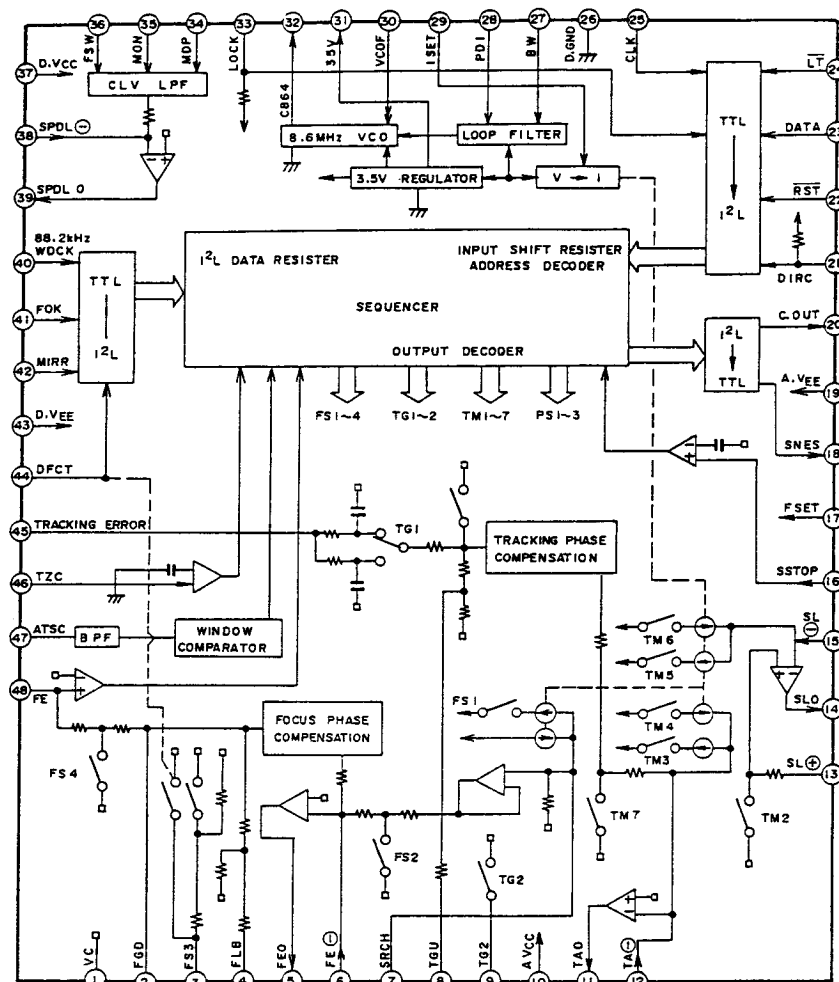 36 35 34 33 32 31 30 29 28 27 26 25
FSW MON MDP LOCK C864 3.5V VCOF ISET PDI BW D.GND CLK
37 D.VCC
CLV LPF
24 LT
38 SPDL ⊖
8.6MHz VCO
LOOP FILTER
TTL
I²L
DATA 23
39 SPDL O
3.5V REGULATOR
V → I
RST 22
88.2kHz
WDCK
40
TTL
I²L
I²L DATA RESISTER
INPUT SHIFT RESISTER
ADDRESS DECODER
DIRC 21
SEQUENCER
41 FOK
I²L
TTL
C.OUT 20
42 MIRR
OUTPUT DECODER
A.VEE 19
FS1~4 TG1~2 TM1~7 PS1~3
43 D.VEE
SNES 18
44 DFCT
FSET 17
45 TRACKING ERROR
TG1
TRACKING PHASE
COMPENSATION
46 TZC
SSTOP 16
47 ATSC
BPF
WINDOW
COMPARATOR
TM6
TM5
SL ⊖ 15
48 FE
FS1
TM4
TM3
SLO 14
FOCUS PHASE
COMPENSATION
FS4
SL ⊕ 13
FS2
TG2
TM7
TM2
VC FGD FS3 FLB FEO FE⊖ SRCH TGU TG2 AVCC TAO TA⊖
1 2 3 4 5 6 7 8 9 10 11 12